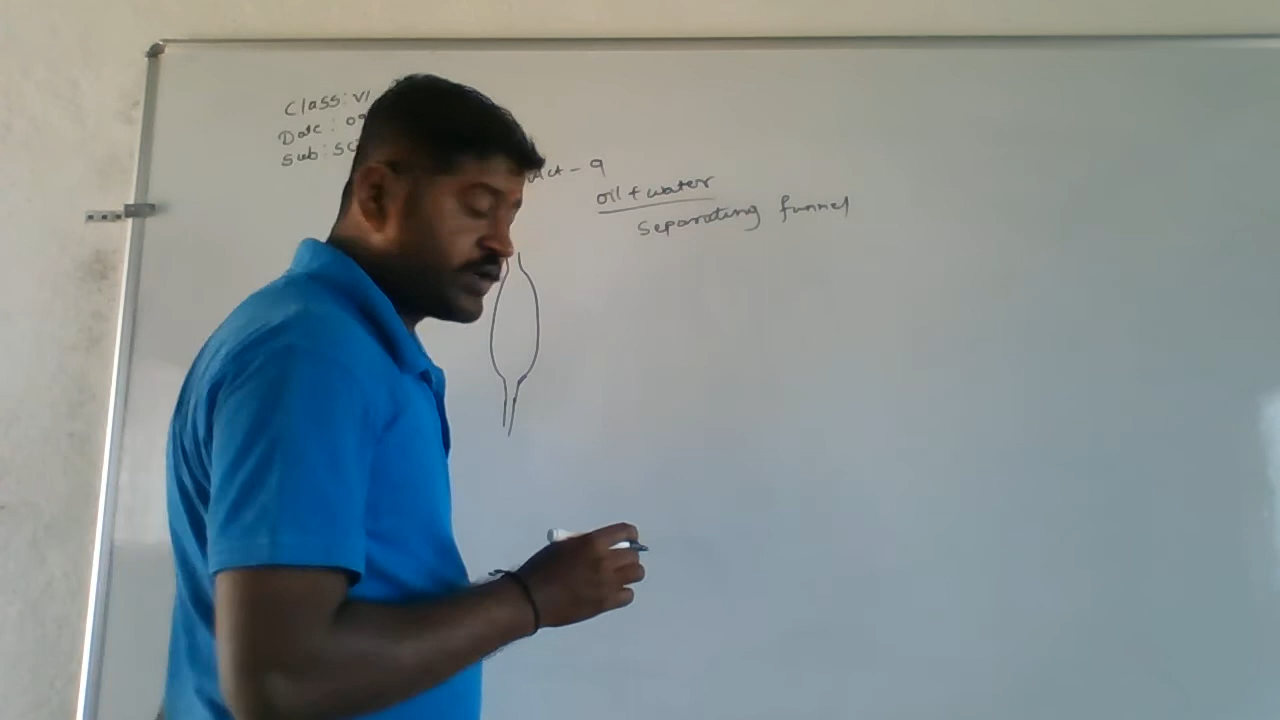 Class: VI
Date: 09
Sub: SC
Act - 9
oil + water
Separating funnel